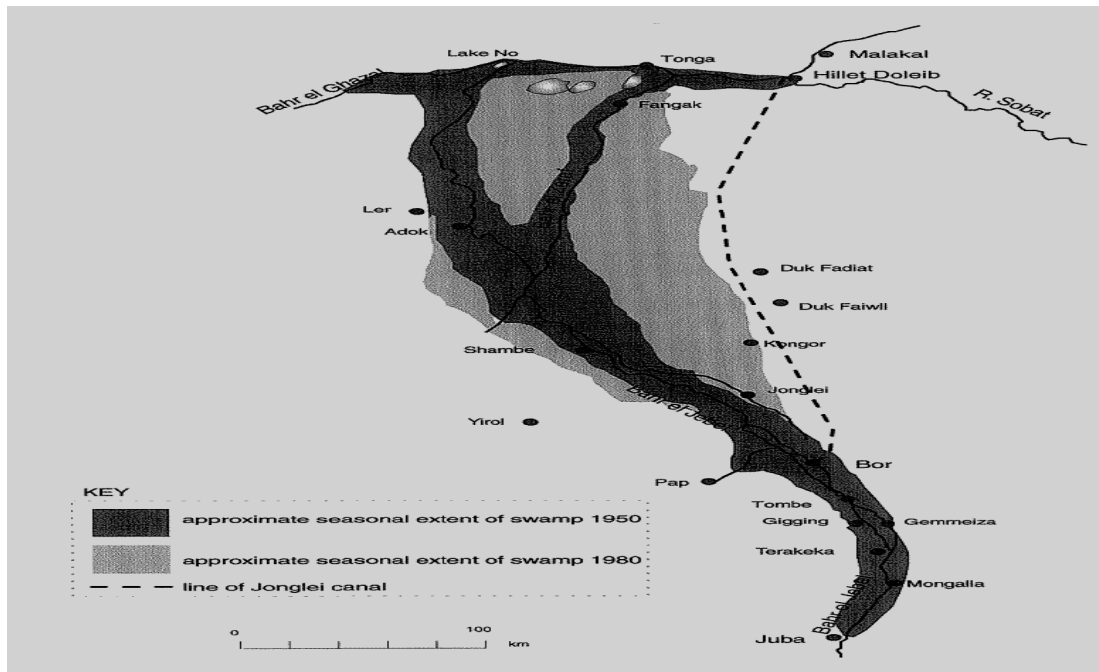 Lake No
Tonga
Malakal
Hillet Doleib
Bahr el Ghazal
Fangak
R. Sobat
Ler
Adok
Duk Fadiat
Duk Faiwll
Shambe
Kongor
Jonglei
Bahr el Jebel
Yirol
Bor
Pap
Tombe
Gigging
Gemmeiza
Terakeka
Mongalla
Bahr el Jebel
Juba
KEY
approximate seasonal extent of swamp 1950
approximate seasonal extent of swamp 1980
line of Jonglei canal
0
100
km